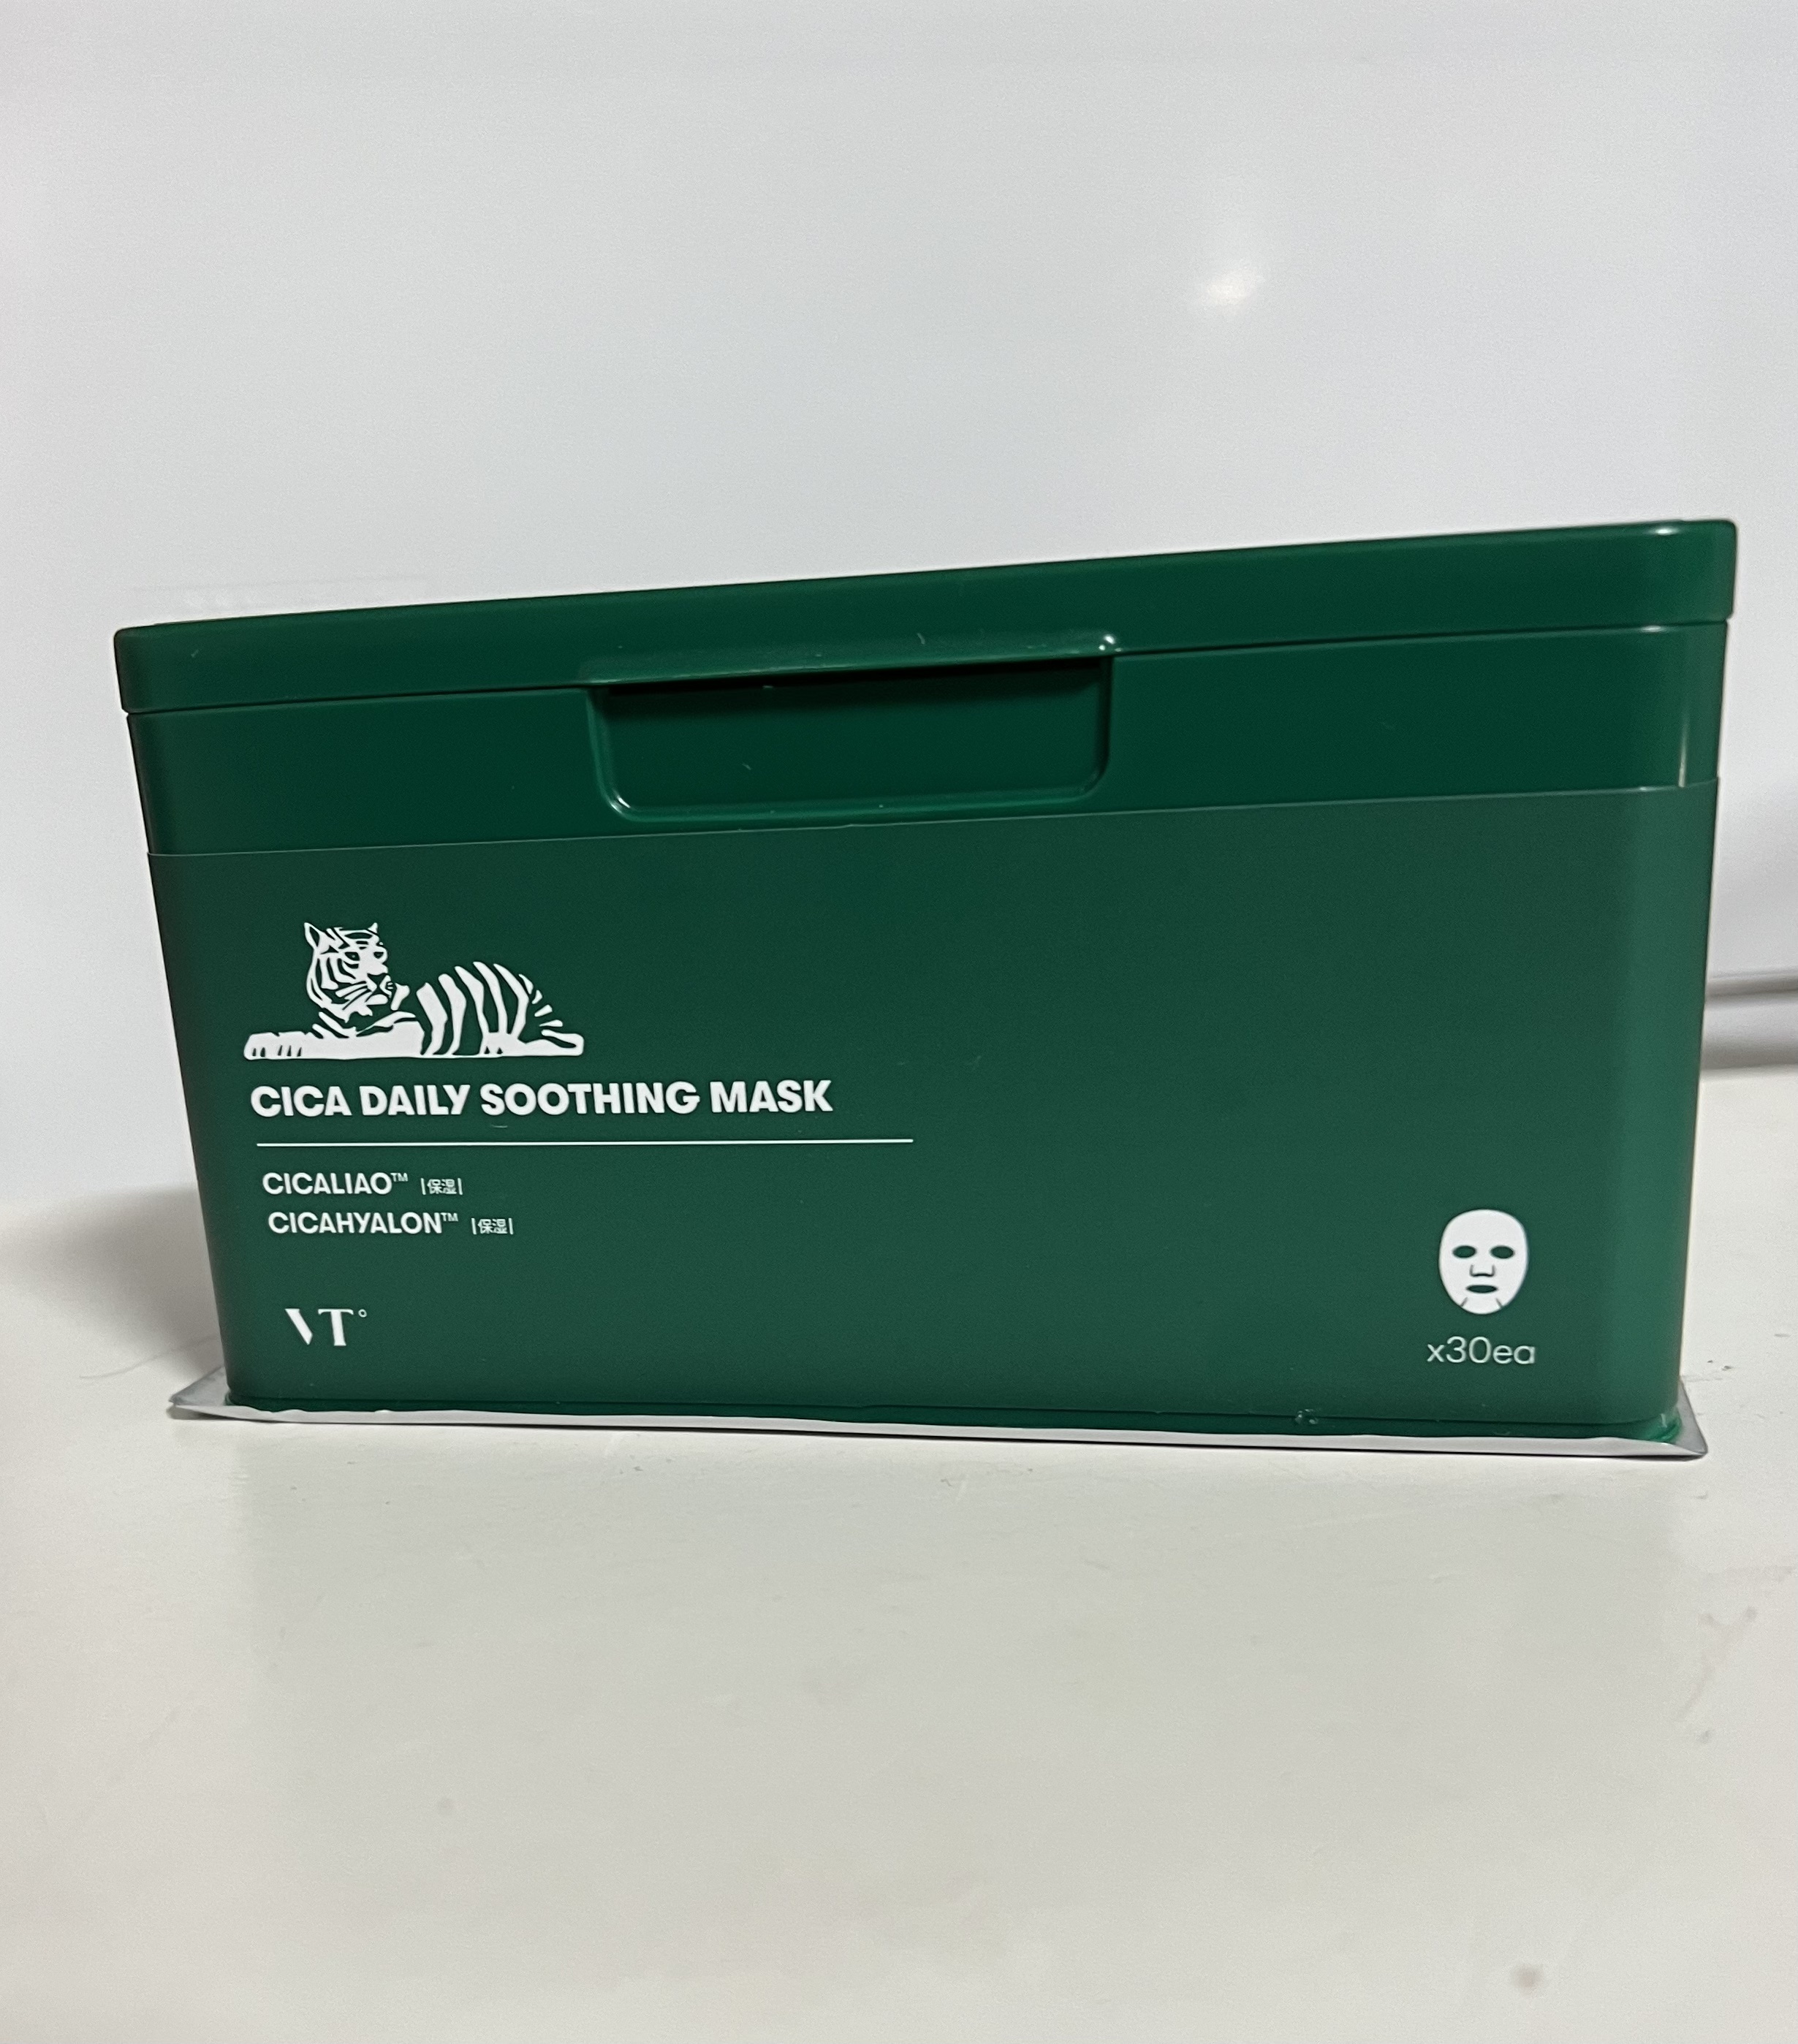 CICA DAILY SOOTHING MASK
CICALIAO™ |保湿|
CICAHYALON™ |保湿|
VT°
x30ea